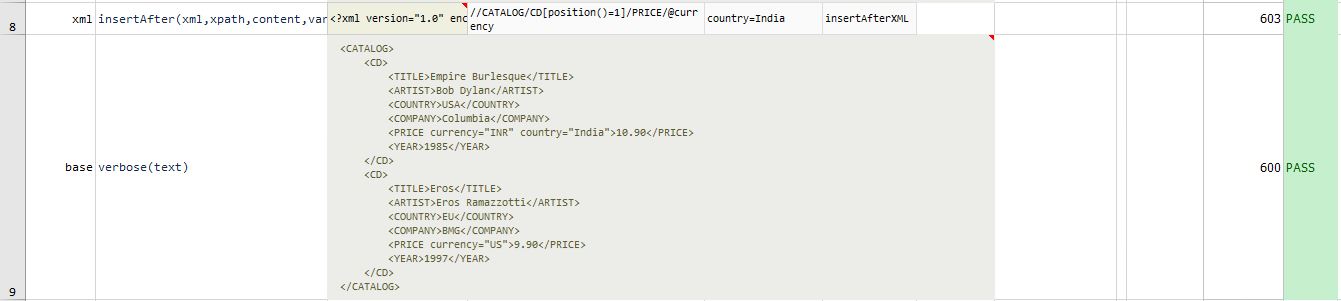 8 xml insertAfter(xml,xpath,content,var <?xml version="1.0" enc //CATALOG/CD[position()=1]/PRICE/@curr country=India insertAfterXML 603 PASS
ency
<CATALOG>
<CD>
<TITLE>Empire Burlesque</TITLE>
<ARTIST>Bob Dylan</ARTIST>
<COUNTRY>USA</COUNTRY>
<COMPANY>Columbia</COMPANY>
<PRICE currency="INR" country="India">10.90</PRICE>
<YEAR>1985</YEAR>
</CD>
base verbose(text) 600 PASS
<CD>
<TITLE>Eros</TITLE>
<ARTIST>Eros Ramazzotti</ARTIST>
<COUNTRY>EU</COUNTRY>
<COMPANY>BMG</COMPANY>
<PRICE currency="US">9.90</PRICE>
<YEAR>1997</YEAR>
</CD>
</CATALOG>
9